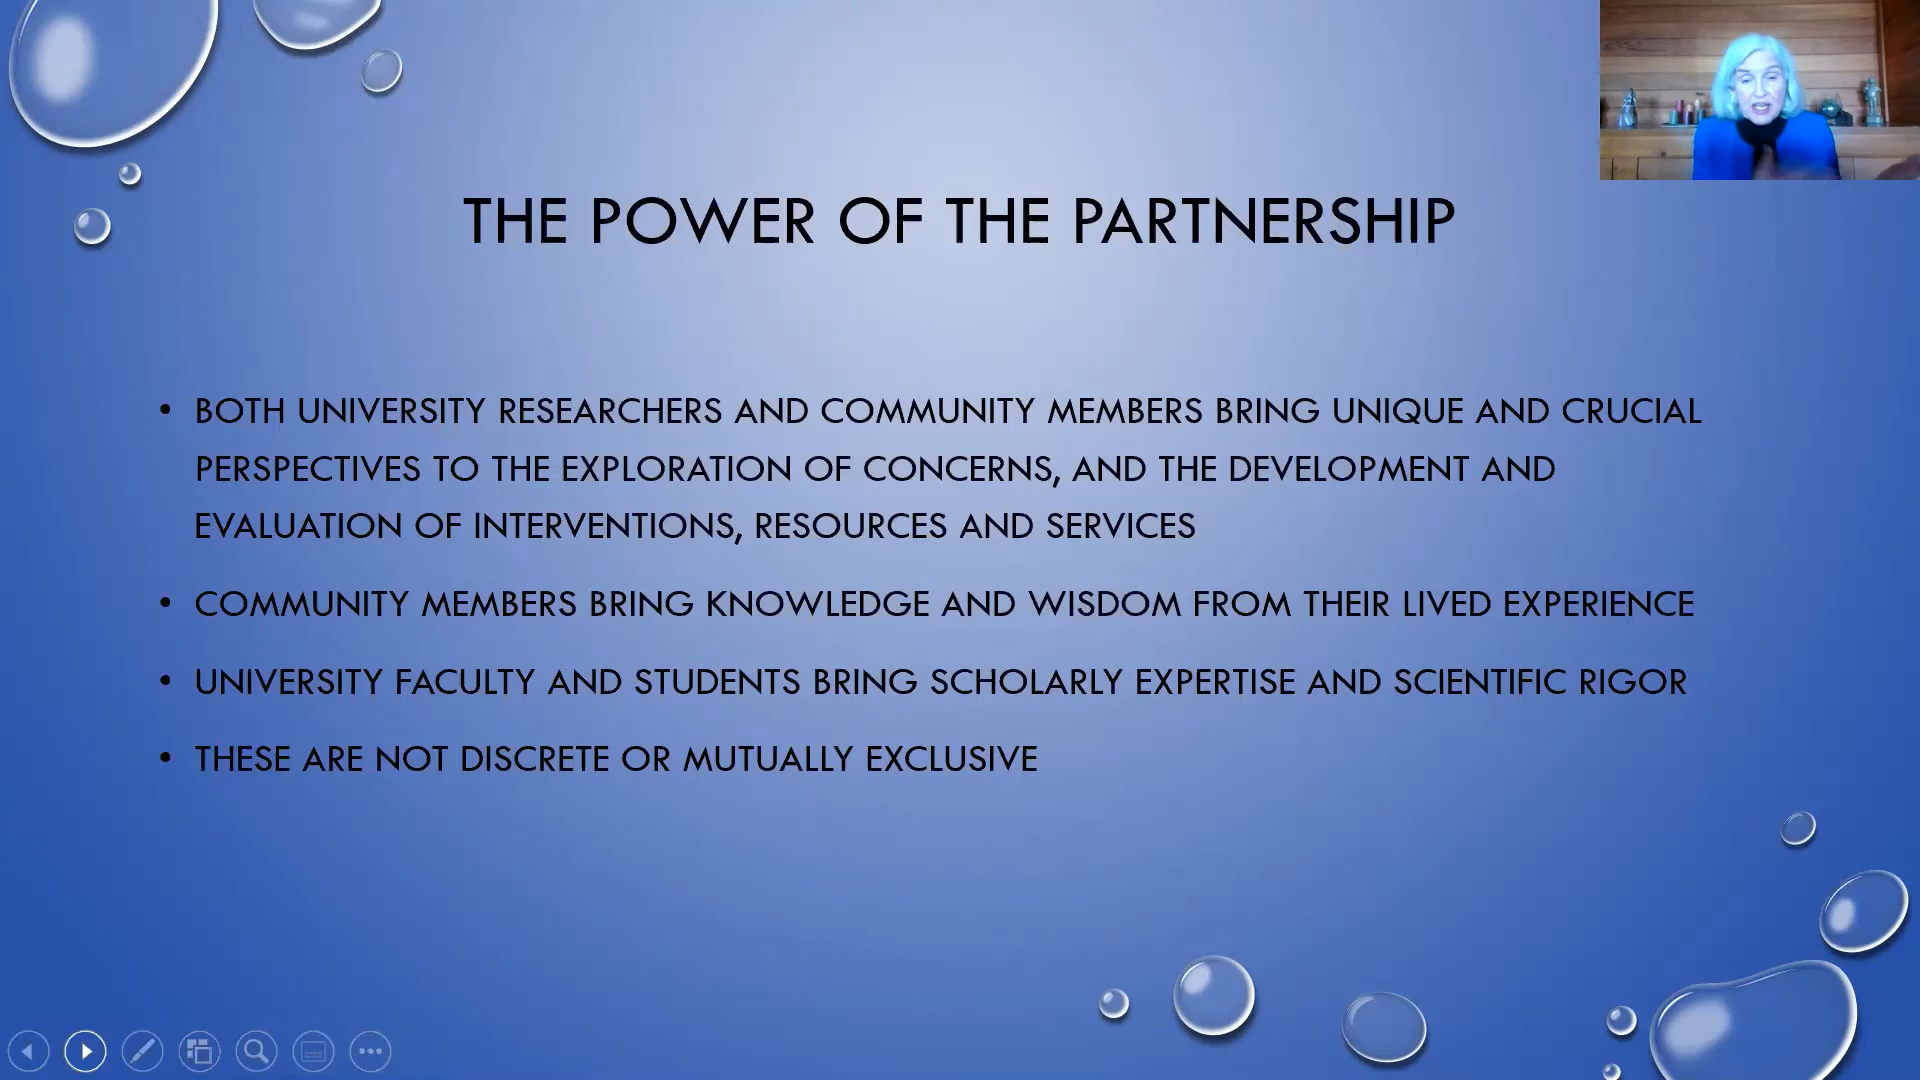 THE POWER OF THE PARTNERSHIP
• BOTH UNIVERSITY RESEARCHERS AND COMMUNITY MEMBERS BRING UNIQUE AND CRUCIAL
PERSPECTIVES TO THE EXPLORATION OF CONCERNS, AND THE DEVELOPMENT AND
EVALUATION OF INTERVENTIONS, RESOURCES AND SERVICES
• COMMUNITY MEMBERS BRING KNOWLEDGE AND WISDOM FROM THEIR LIVED EXPERIENCE
• UNIVERSITY FACULTY AND STUDENTS BRING SCHOLARLY EXPERTISE AND SCIENTIFIC RIGOR
• THESE ARE NOT DISCRETE OR MUTUALLY EXCLUSIVE